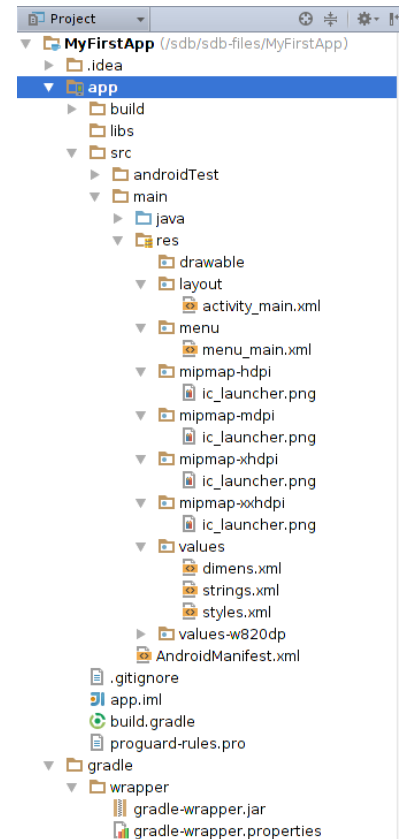 Project
MyFirstApp (/sdb/sdb-files/MyFirstApp)
.idea
app
build
libs
src
androidTest
main
java
res
drawable
layout
activity_main.xml
menu
menu_main.xml
mipmap-hdpi
ic_launcher.png
mipmap-mdpi
ic_launcher.png
mipmap-xhdpi
ic_launcher.png
mipmap-xxhdpi
ic_launcher.png
values
dimens.xml
strings.xml
styles.xml
values-w820dp
AndroidManifest.xml
.gitignore
app.iml
build.gradle
proguard-rules.pro
gradle
wrapper
gradle-wrapper.jar
gradle-wrapper.properties